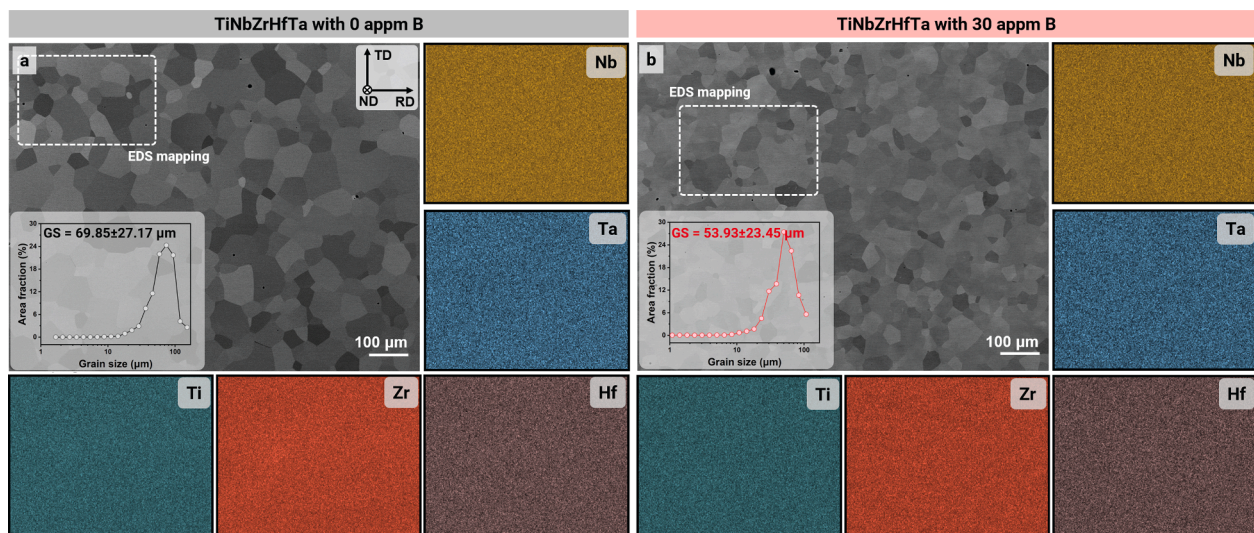 TiNbZrHfTa with 0 appm B
a
TD
ND
RD
EDS mapping
GS = 69.85±27.17 µm
Area fraction (%)
30
24
18
12
6
0
1
10
100
Grain size (µm)
100 µm
Nb
Ta
Ti
Zr
Hf
TiNbZrHfTa with 30 appm B
b
EDS mapping
GS = 53.93±23.45 µm
Area fraction (%)
30
24
18
12
6
0
1
10
100
Grain size (µm)
100 µm
Nb
Ta
Ti
Zr
Hf